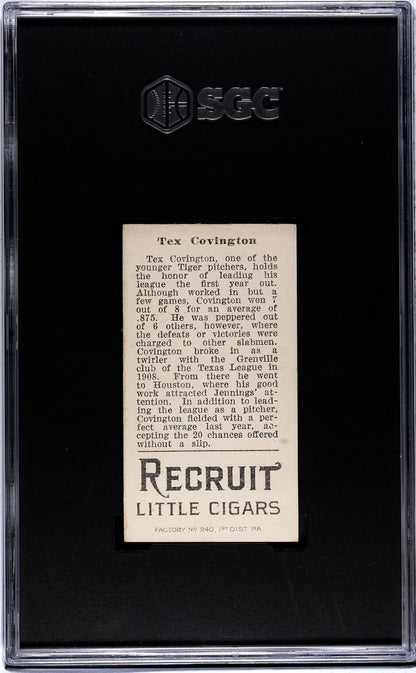 SGC
Tex Covington
Tex Covington, one of the
younger Tiger pitchers, holds
the honor of leading his
league the first year out.
Although worked in but a
few games, Covington won 7
out of 8 for an average of
.875. He was peppered out
of 6 others, however, where
the defeats or victories were
charged to other slabmen.
Covington broke in as a
twirler with the Grenville
club of the Texas League in
1908. From there he went
to Houston, where his good
work attracted Jennings' at-
tention. In addition to lead-
ing the league as a pitcher,
Covington fielded with a per-
fect average last year, ac-
cepting the 20 chances offered
without a slip.
RECRUIT
LITTLE CIGARS
FACTORY Nº 240, 1ST DIST. PA.